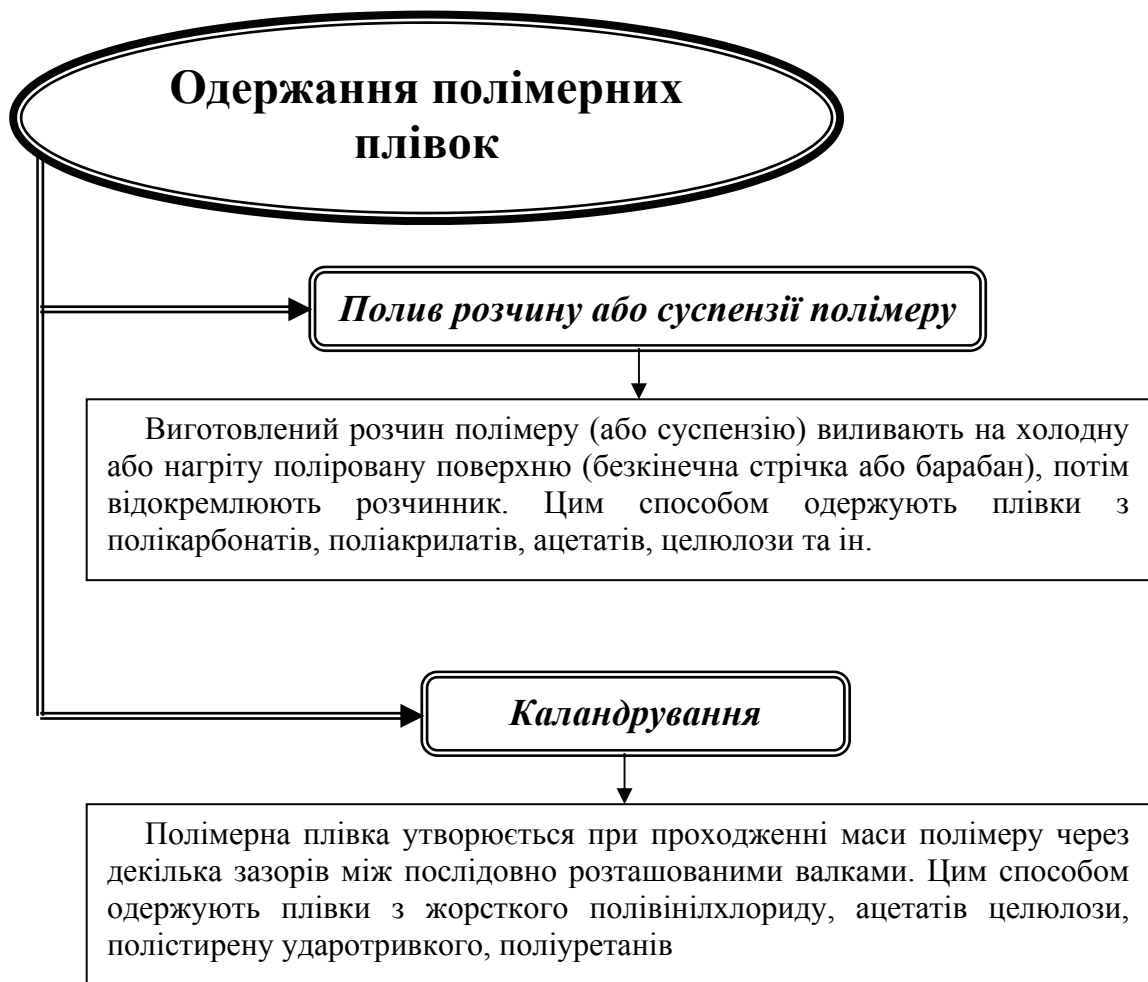 Одержання полімерних
плівок
Полив розчину або суспензії полімеру
Виготовлений розчин полімеру (або суспензію) виливають на холодну
або нагріту поліровану поверхню (безкінечна стрічка або барабан), потім
відокремлюють розчинник. Цим способом одержують плівки з
полікарбонатів, поліакрилатів, ацетатів, целюлози та ін.
Каландрування
Полімерна плівка утворюється при проходженні маси полімеру через
декілька зазорів між послідовно розташованими валками. Цим способом
одержують плівки з жорсткого полівінілхлориду, ацетатів целюлози,
полістирену ударотривкого, поліуретанів